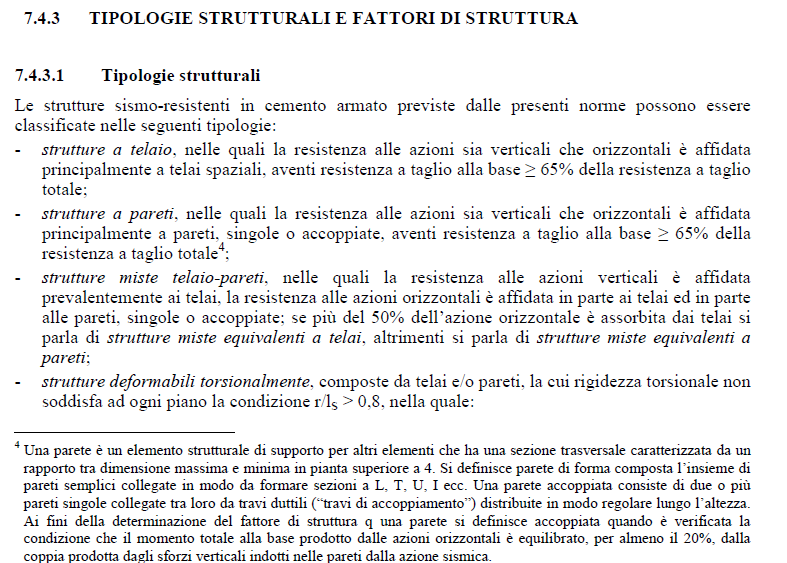 7.4.3 TIPOLOGIE STRUTTURALI E FATTORI DI STRUTTURA
7.4.3.1 Tipologie strutturali
Le strutture sismo-resistenti in cemento armato previste dalle presenti norme possono essere
classificate nelle seguenti tipologie:
- strutture a telaio, nelle quali la resistenza alle azioni sia verticali che orizzontali è affidata
principalmente a telai spaziali, aventi resistenza a taglio alla base ≥ 65% della resistenza a taglio
totale;
- strutture a pareti, nelle quali la resistenza alle azioni sia verticali che orizzontali è affidata
principalmente a pareti, singole o accoppiate, aventi resistenza a taglio alla base ≥ 65% della
resistenza a taglio totale⁴;
- strutture miste telaio-pareti, nelle quali la resistenza alle azioni verticali è affidata
prevalentemente ai telai, la resistenza alle azioni orizzontali è affidata in parte ai telai ed in parte
alle pareti, singole o accoppiate; se più del 50% dell’azione orizzontale è assorbita dai telai si
parla di strutture miste equivalenti a telai, altrimenti si parla di strutture miste equivalenti a
pareti;
- strutture deformabili torsionalmente, composte da telai e/o pareti, la cui rigidezza torsionale non
soddisfa ad ogni piano la condizione r/ls > 0,8, nella quale:
⁴ Una parete è un elemento strutturale di supporto per altri elementi che ha una sezione trasversale caratterizzata da un
rapporto tra dimensione massima e minima in pianta superiore a 4. Si definisce parete di forma composta l’insieme di
pareti semplici collegate in modo da formare sezioni a L, T, U, I ecc. Una parete accoppiata consiste di due o più
pareti singole collegate tra loro da travi duttili (“travi di accoppiamento”) distribuite in modo regolare lungo l’altezza.
Ai fini della determinazione del fattore di struttura q una parete si definisce accoppiata quando è verificata la
condizione che il momento totale alla base prodotto dalle azioni orizzontali è equilibrato, per almeno il 20%, dalla
coppia prodotta dagli sforzi verticali indotti nelle pareti dalla azione sismica.